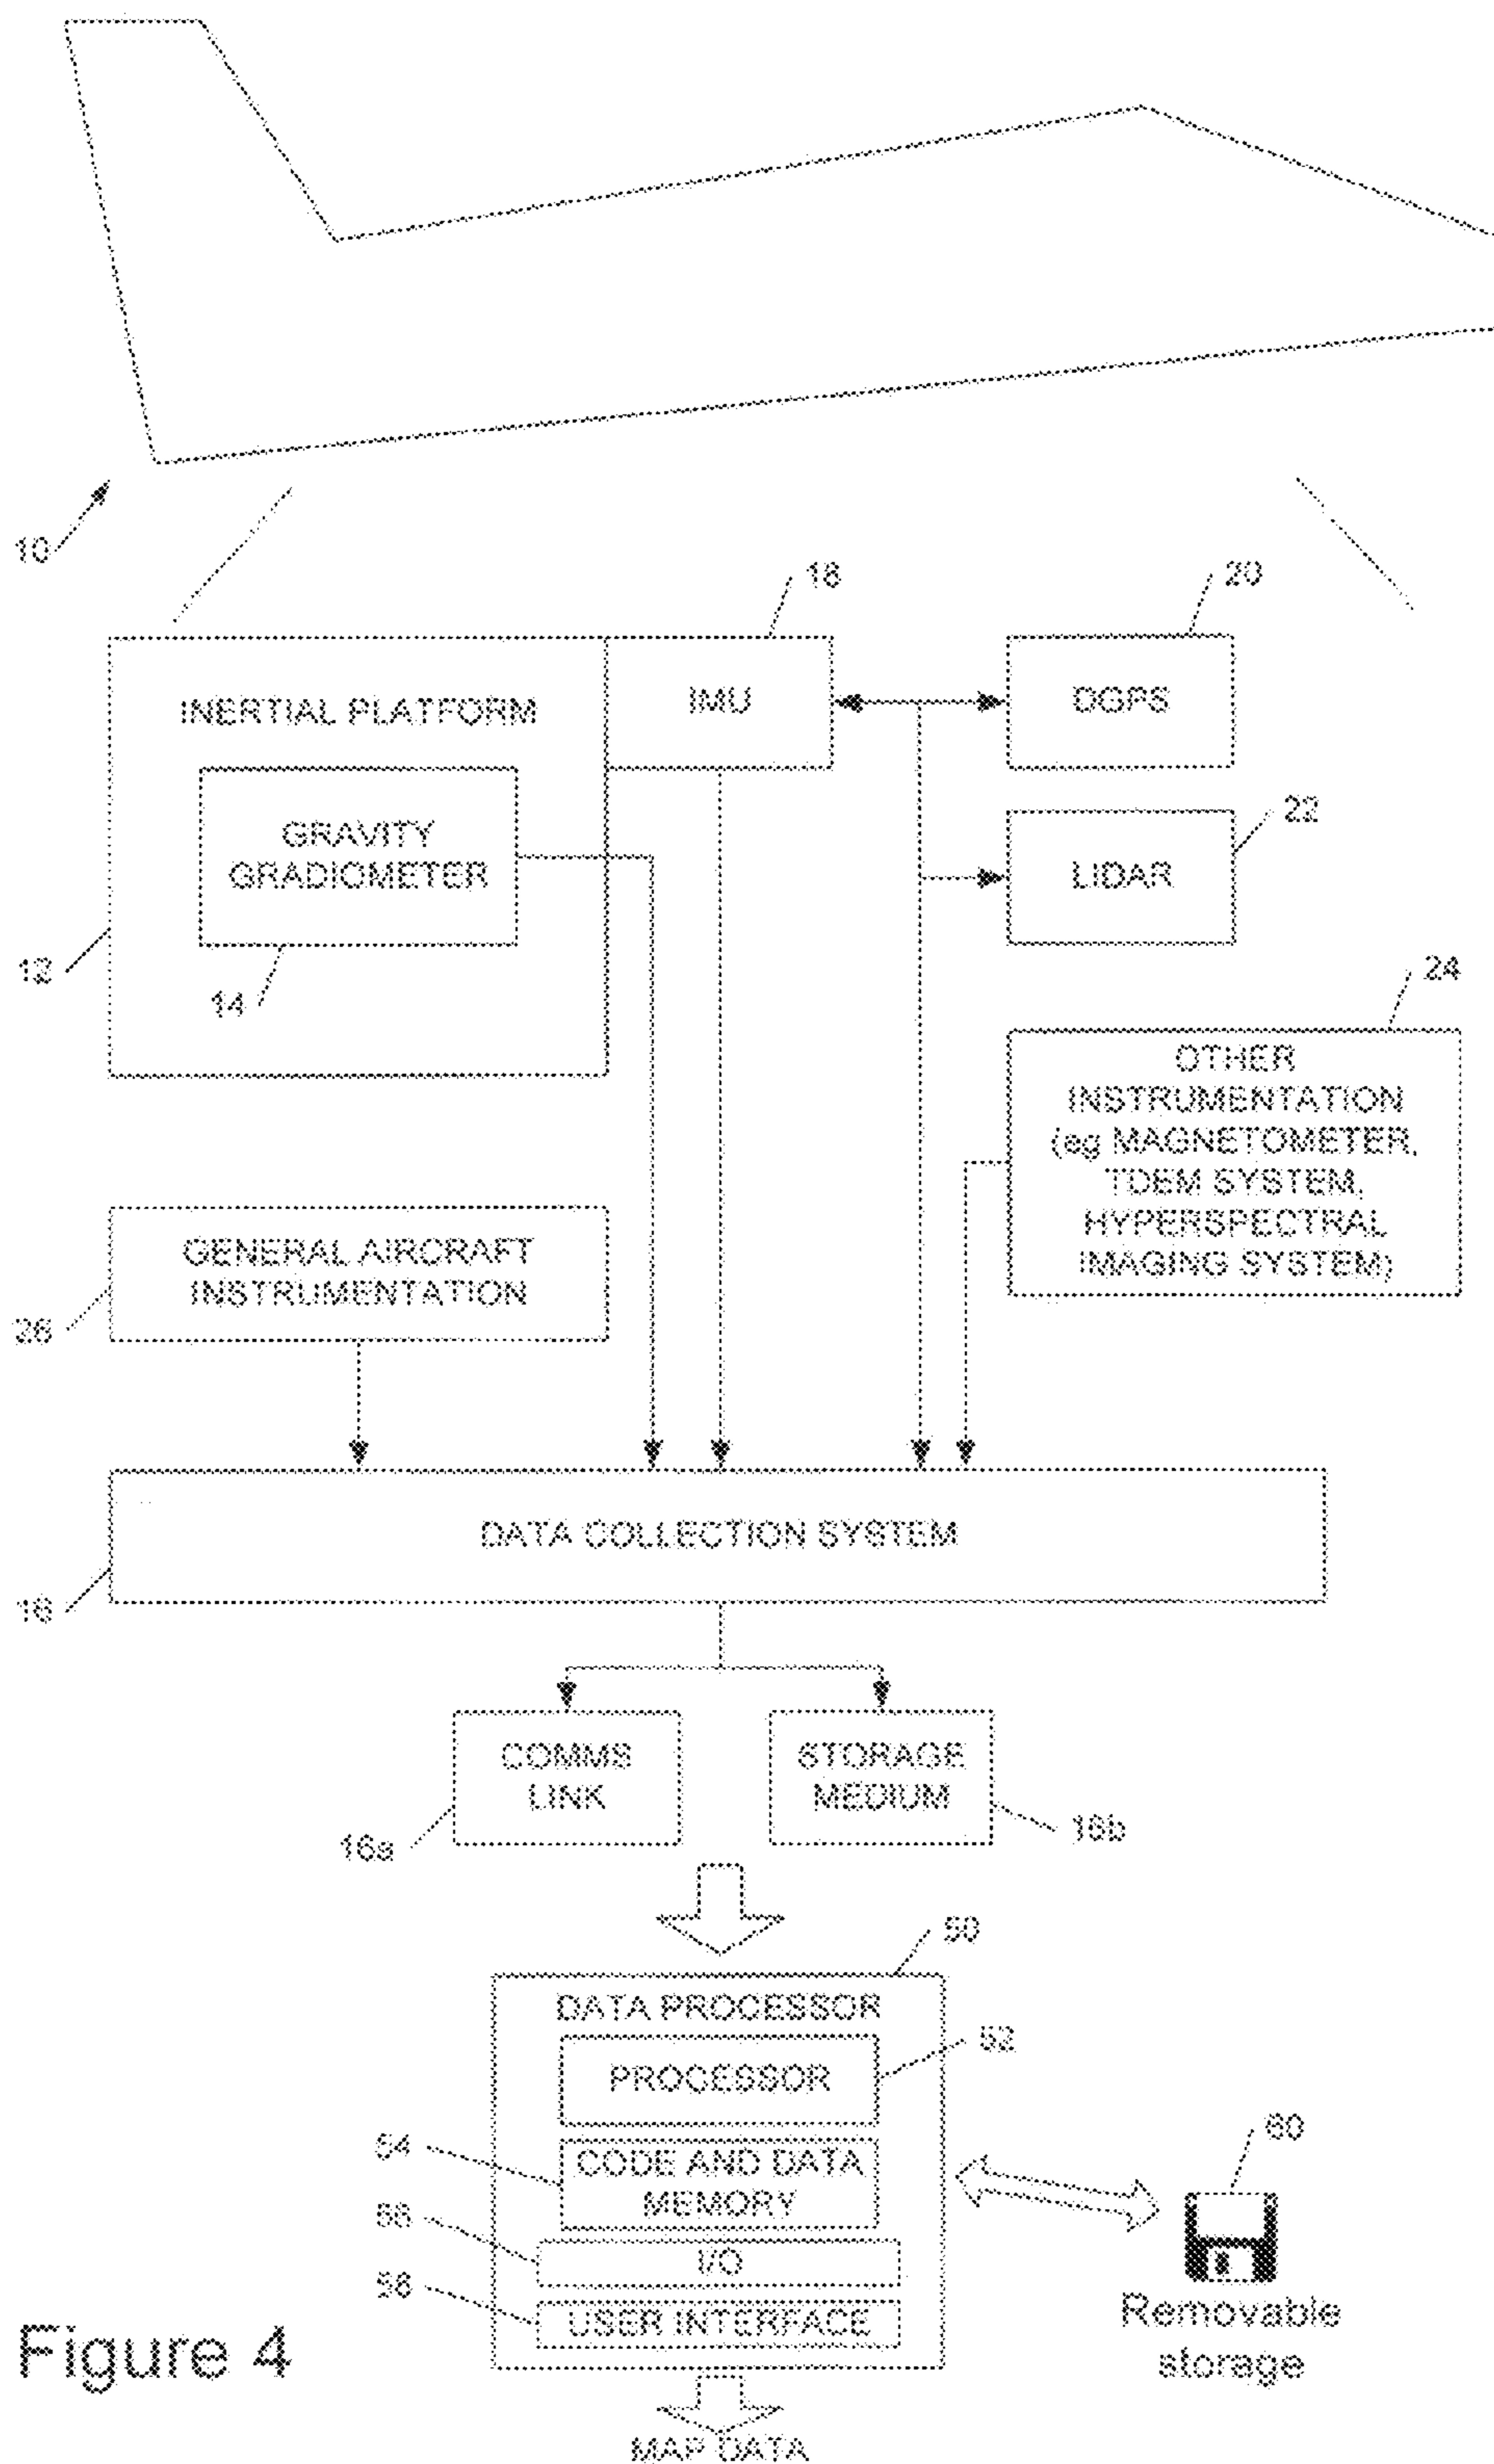 10
18
20
INERTIAL PLATFORM
IMU
DGPS
GRAVITY
GRADIOMETER
22
LIDAR
12
14
24
OTHER
INSTRUMENTATION
(eg MAGNETOMETER,
TDEM SYSTEM,
HYPERSPECTRAL
IMAGING SYSTEM)
GENERAL AIRCRAFT
INSTRUMENTATION
26
DATA COLLECTION SYSTEM
16
COMMS
LINK
STORAGE
MEDIUM
16a
16b
50
DATA PROCESSOR
52
PROCESSOR
54
CODE AND DATA
MEMORY
60
I/O
USER INTERFACE
Removable
storage
Figure 4
MAP DATA